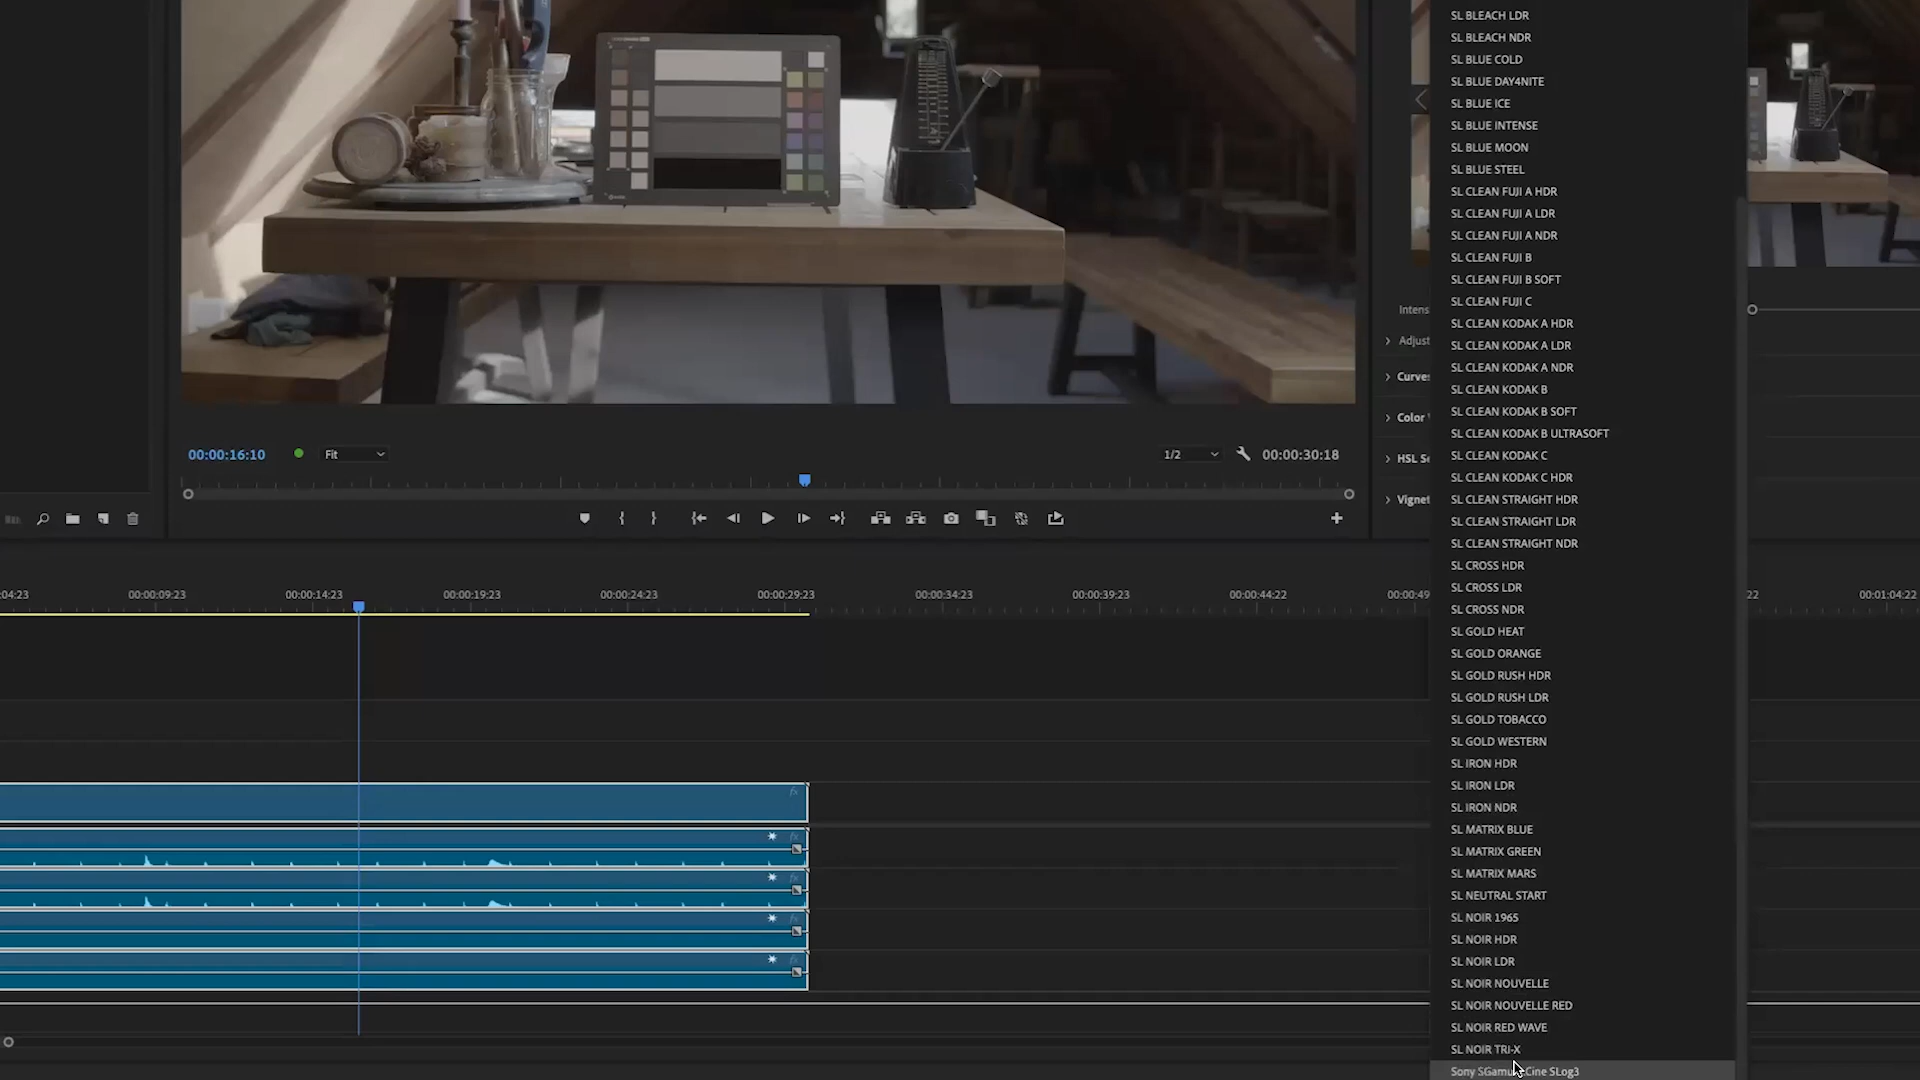 00:00:16:10
Fit
1/2
00:00:30:18
Intens
Adjust
Curve
Color
HSL Se
Vignet
:04:23
00:00:09:23
00:00:14:23
00:00:19:23
00:00:24:23
00:00:29:23
00:00:34:23
00:00:39:23
00:00:44:22
00:00:49
22
00:01:04:22
SL BLEACH LDR
SL BLEACH NDR
SL BLUE COLD
SL BLUE DAY4NITE
SL BLUE ICE
SL BLUE INTENSE
SL BLUE MOON
SL BLUE STEEL
SL CLEAN FUJI A HDR
SL CLEAN FUJI A LDR
SL CLEAN FUJI A NDR
SL CLEAN FUJI B
SL CLEAN FUJI B SOFT
SL CLEAN FUJI C
SL CLEAN KODAK A HDR
SL CLEAN KODAK A LDR
SL CLEAN KODAK A NDR
SL CLEAN KODAK B
SL CLEAN KODAK B SOFT
SL CLEAN KODAK B ULTRASOFT
SL CLEAN KODAK C
SL CLEAN KODAK C HDR
SL CLEAN STRAIGHT HDR
SL CLEAN STRAIGHT LDR
SL CLEAN STRAIGHT NDR
SL CROSS HDR
SL CROSS LDR
SL CROSS NDR
SL GOLD HEAT
SL GOLD ORANGE
SL GOLD RUSH HDR
SL GOLD RUSH LDR
SL GOLD TOBACCO
SL GOLD WESTERN
SL IRON HDR
SL IRON LDR
SL IRON NDR
SL MATRIX BLUE
SL MATRIX GREEN
SL MATRIX MARS
SL NEUTRAL START
SL NOIR 1965
SL NOIR HDR
SL NOIR LDR
SL NOIR NOUVELLE
SL NOIR NOUVELLE RED
SL NOIR RED WAVE
SL NOIR TRI-X
Sony SGamut Cine SLog3
fx
fx
fx
fx
fx